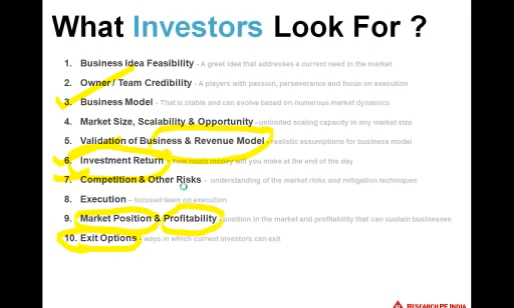 What Investors Look For ?
1. Business Idea Feasibility - A great idea that addresses a current need in the market
2. Owner / Team Credibility - A players with passion, perseverance and focus on execution
3. Business Model - That is stable and can evolve based on numerous market dynamics
4. Market Size, Scalability & Opportunity - unlimited scaling capacity in any market size
5. Validation of Business & Revenue Model - realistic assumptions for business model
6. Investment Return - how much money will you make at the end of the day
7. Competition & Other Risks - understanding of the market risks and mitigation techniques
8. Execution - focused team on execution
9. Market Position & Profitability - position in the market and profitability that can sustain businesses
10. Exit Options - ways in which current investors can exit
RESEARCH PE INDIA